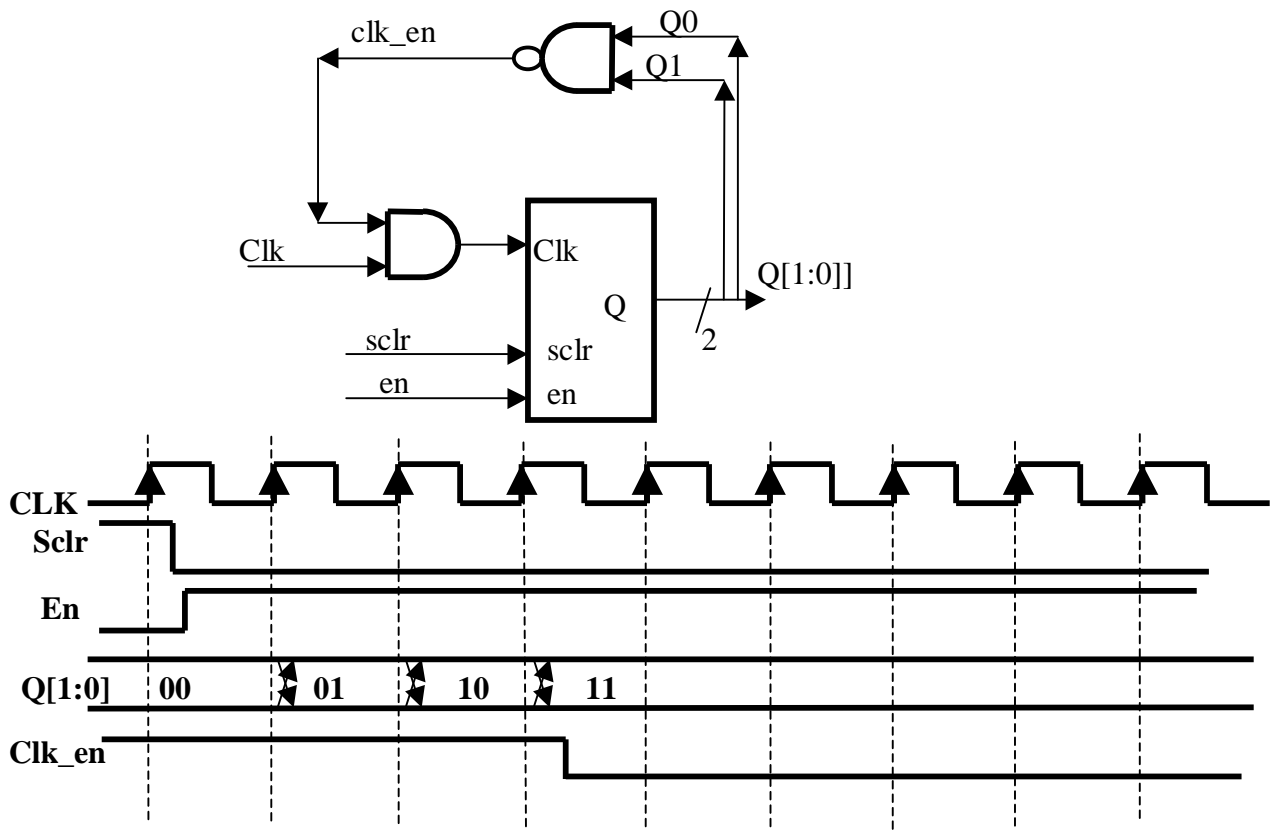 clk_en
Q0
Q1
Clk
Clk
Q
Q[1:0]]
2
sclr
sclr
en
en
CLK
Sclr
En
Q[1:0] 00 01 10 11
Clk_en